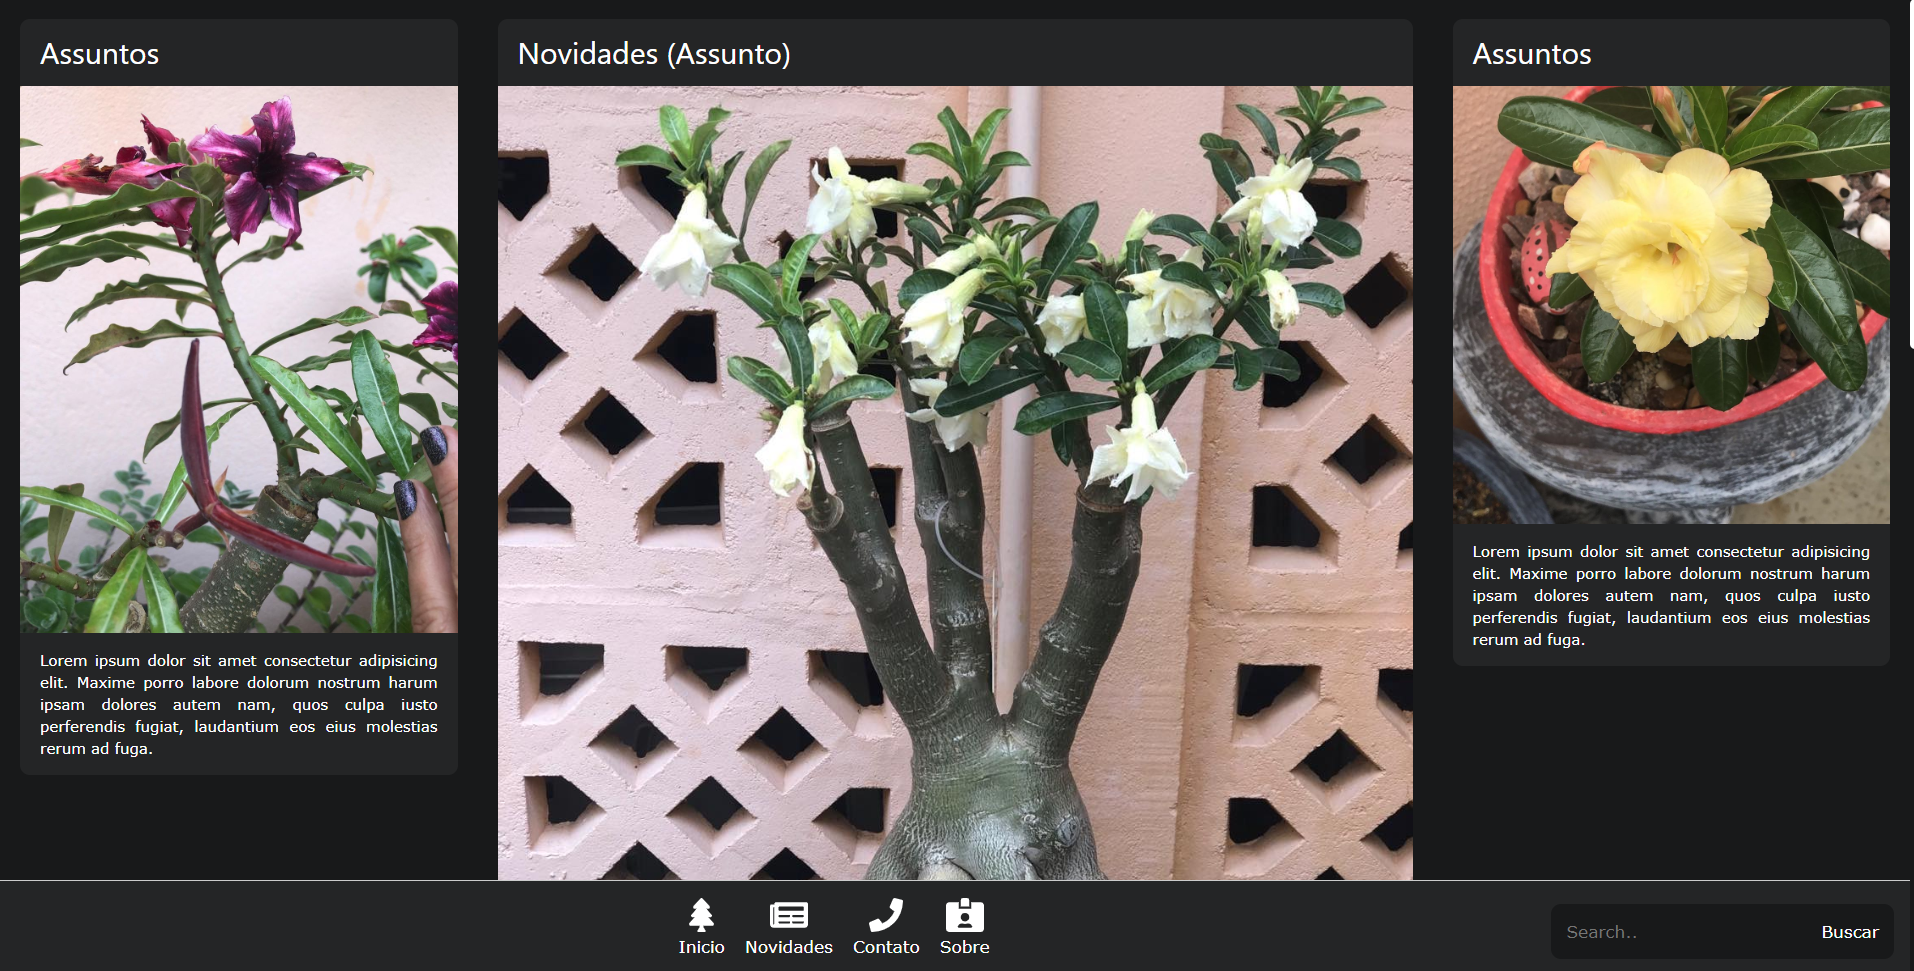 Assuntos
Lorem ipsum dolor sit amet consectetur adipisicing
elit. Maxime porro labore dolorum nostrum harum
ipsam dolores autem nam, quos culpa iusto
perferendis fugiat, laudantium eos eius molestias
rerum ad fuga.
Novidades (Assunto)
Assuntos
Lorem ipsum dolor sit amet consectetur adipisicing
elit. Maxime porro labore dolorum nostrum harum
ipsam dolores autem nam, quos culpa iusto
perferendis fugiat, laudantium eos eius molestias
rerum ad fuga.
Inicio Novidades Contato Sobre
Search.. Buscar